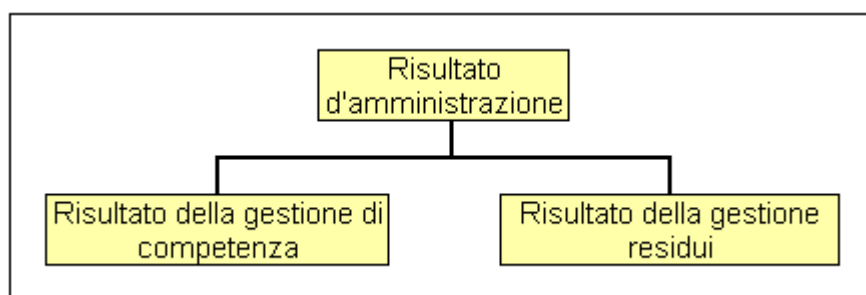 Risultato
d'amministrazione
Risultato della gestione di
competenza
Risultato della gestione
residui